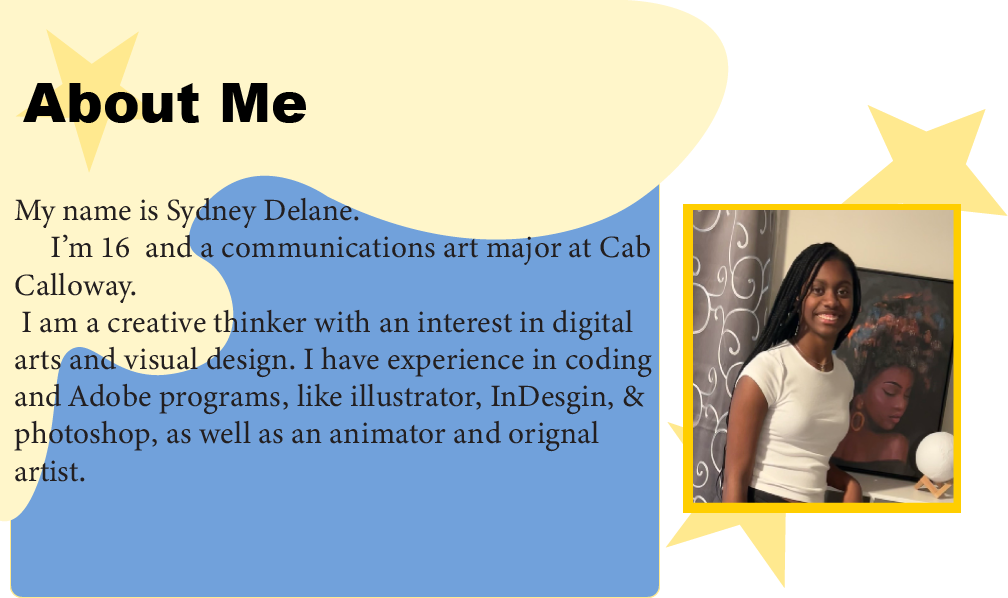 About Me
My name is Sydney Delane.
I’m 16 and a communications art major at Cab
Calloway.
I am a creative thinker with an interest in digital
arts and visual design. I have experience in coding
and Adobe programs, like illustrator, InDesgin, &
photoshop, as well as an animator and orignal
artist.